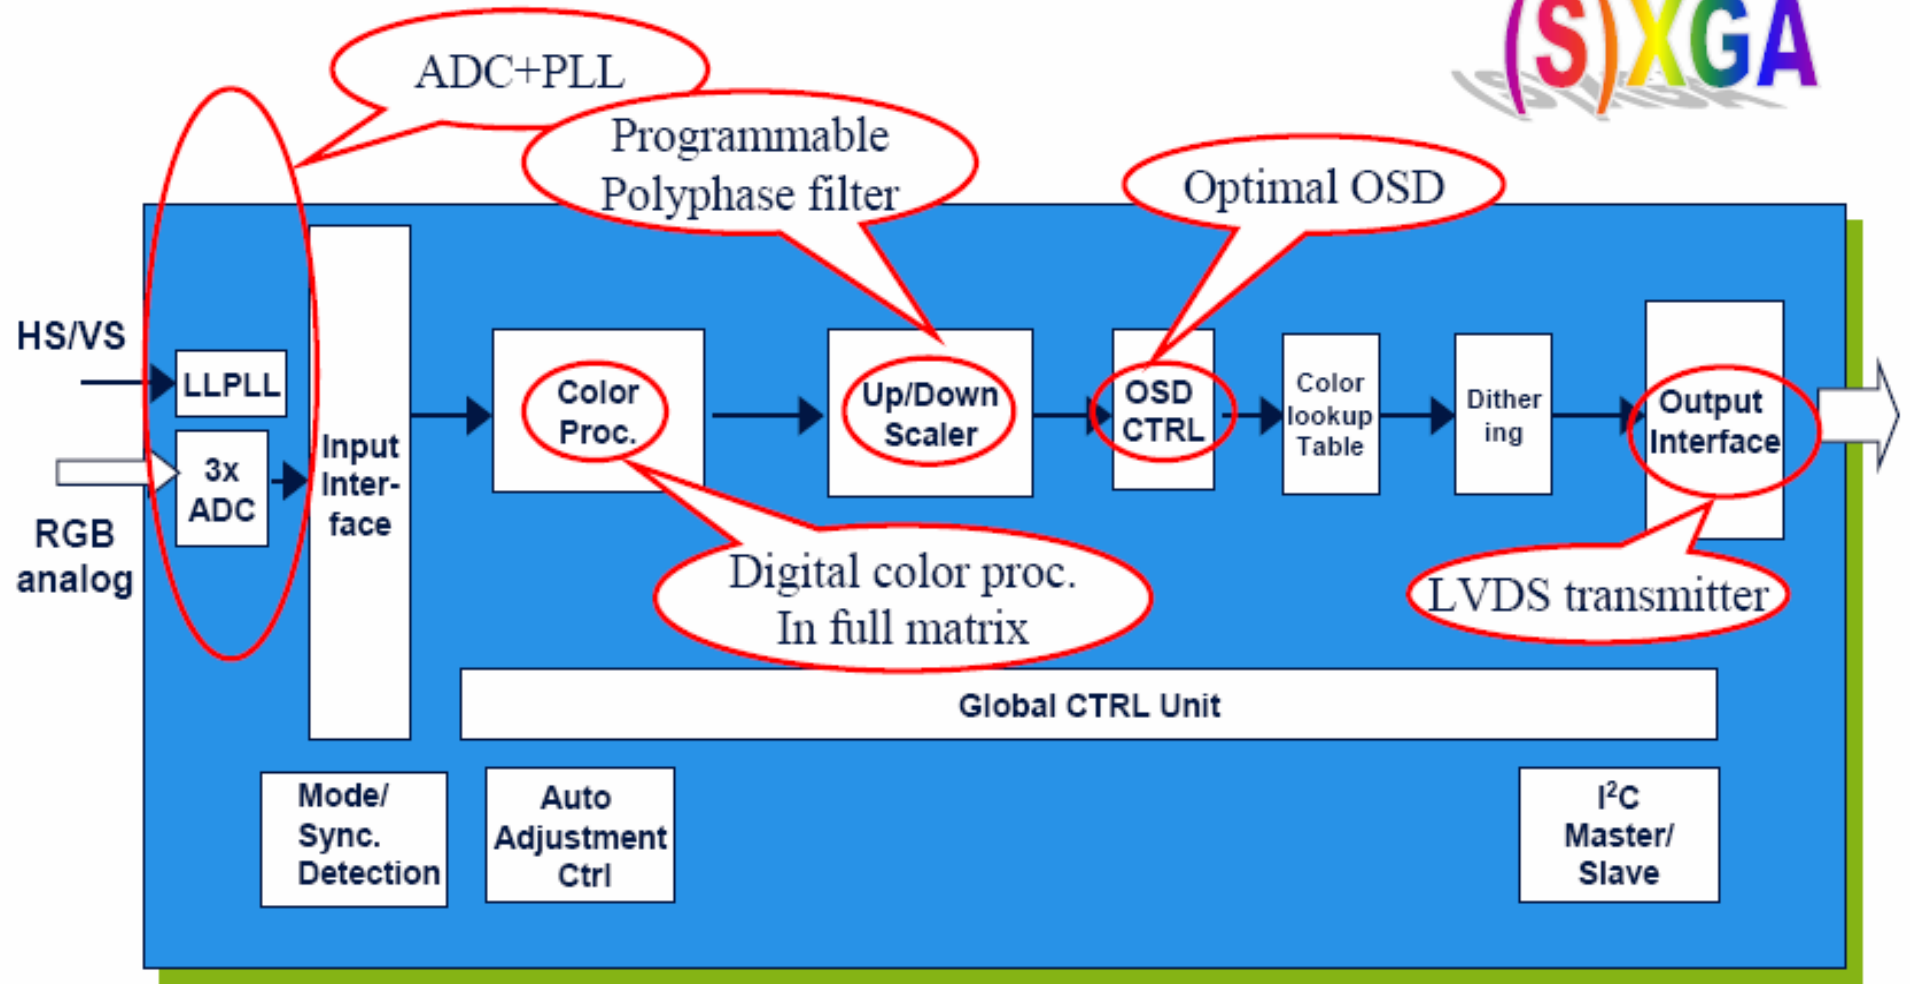 (S)XGA
ADC+PLL
Programmable
Polyphase filter
Optimal OSD
HS/VS
LLPLL
3x
ADC
RGB
analog
Input
Inter-
face
Color
Proc.
Up/Down
Scaler
OSD
CTRL
Color
lookup
Table
Dither
ing
Output
Interface
Digital color proc.
In full matrix
LVDS transmitter
Global CTRL Unit
Mode/
Sync.
Detection
Auto
Adjustment
Ctrl
I²C
Master/
Slave